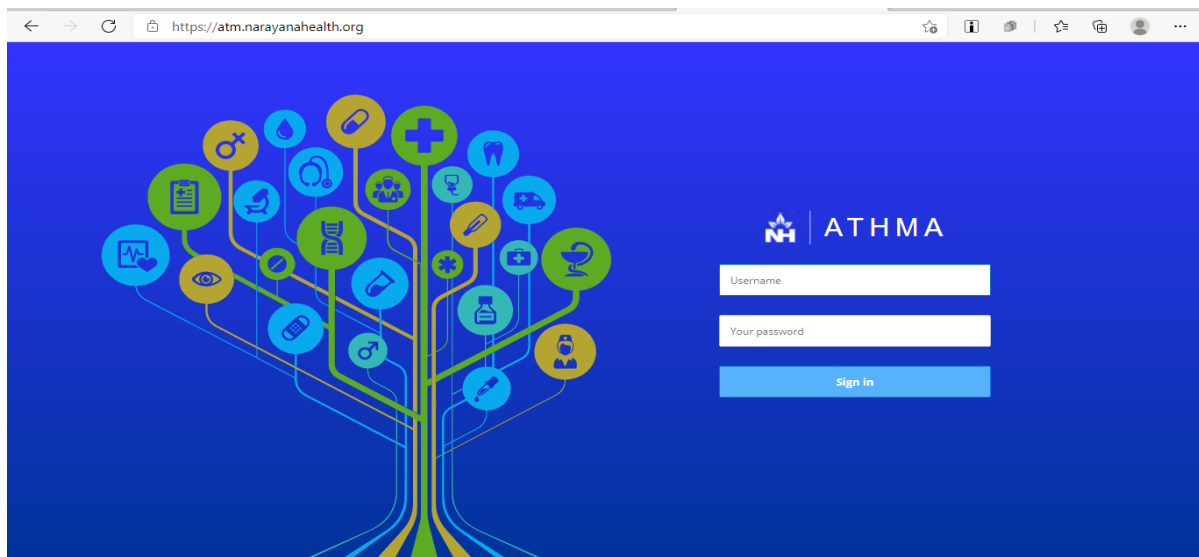 https://atm.narayanahealth.org
NH ATHMA
Username
Your password
Sign in